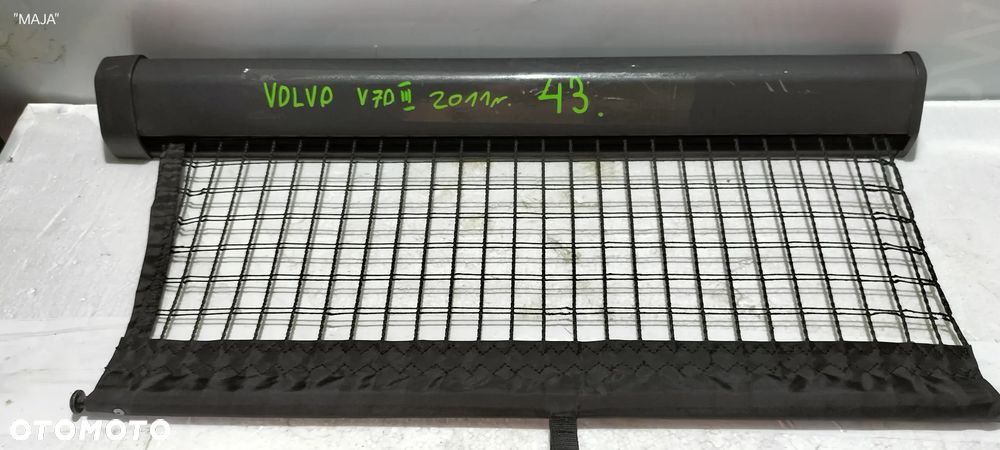 "MAJA"
VOLVO V70 III 2011r. 43.
OTOMOTO